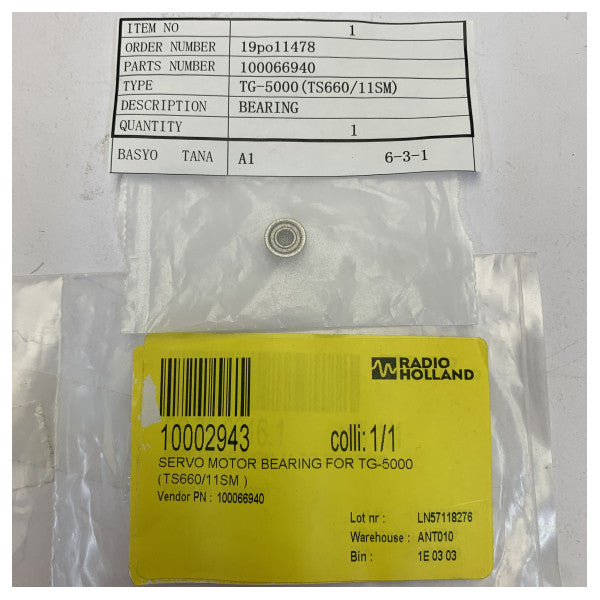 ITEM NO 1
ORDER NUMBER 19po11478
PARTS NUMBER 100066940
TYPE TG-5000(TS660/11SM)
DESCRIPTION BEARING
QUANTITY 1
BASYO TANA A1 6-3-1
RADIO
HOLLAND
10002943 colli: 1/1
SERVO MOTOR BEARING FOR TG-5000
(TS660/11SM )
Vendor PN : 100066940
Lot nr : LN57118276
Warehouse : ANT010
Bin : 1E 03 03